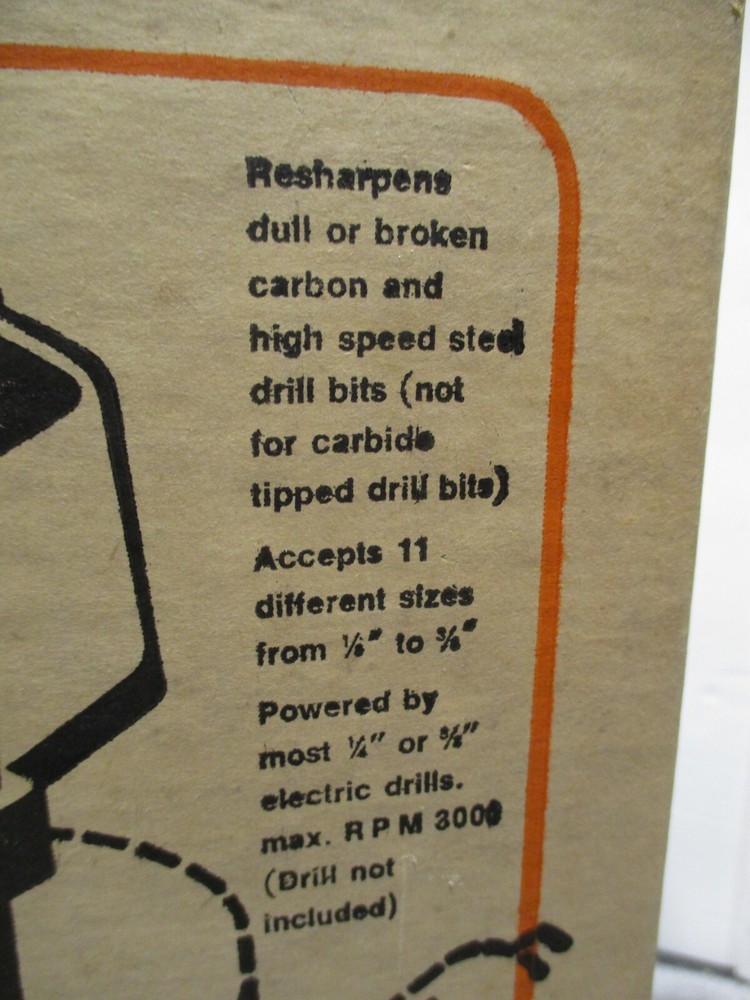 Resharpens
dull or broken
carbon and
high speed steel
drill bits (not
for carbide
tipped drill bits)
Accepts 11
different sizes
from ⅛" to ⅜"
Powered by
most ¼" or ⅜"
electric drills.
max. R P M 3000
(Drill not
included)